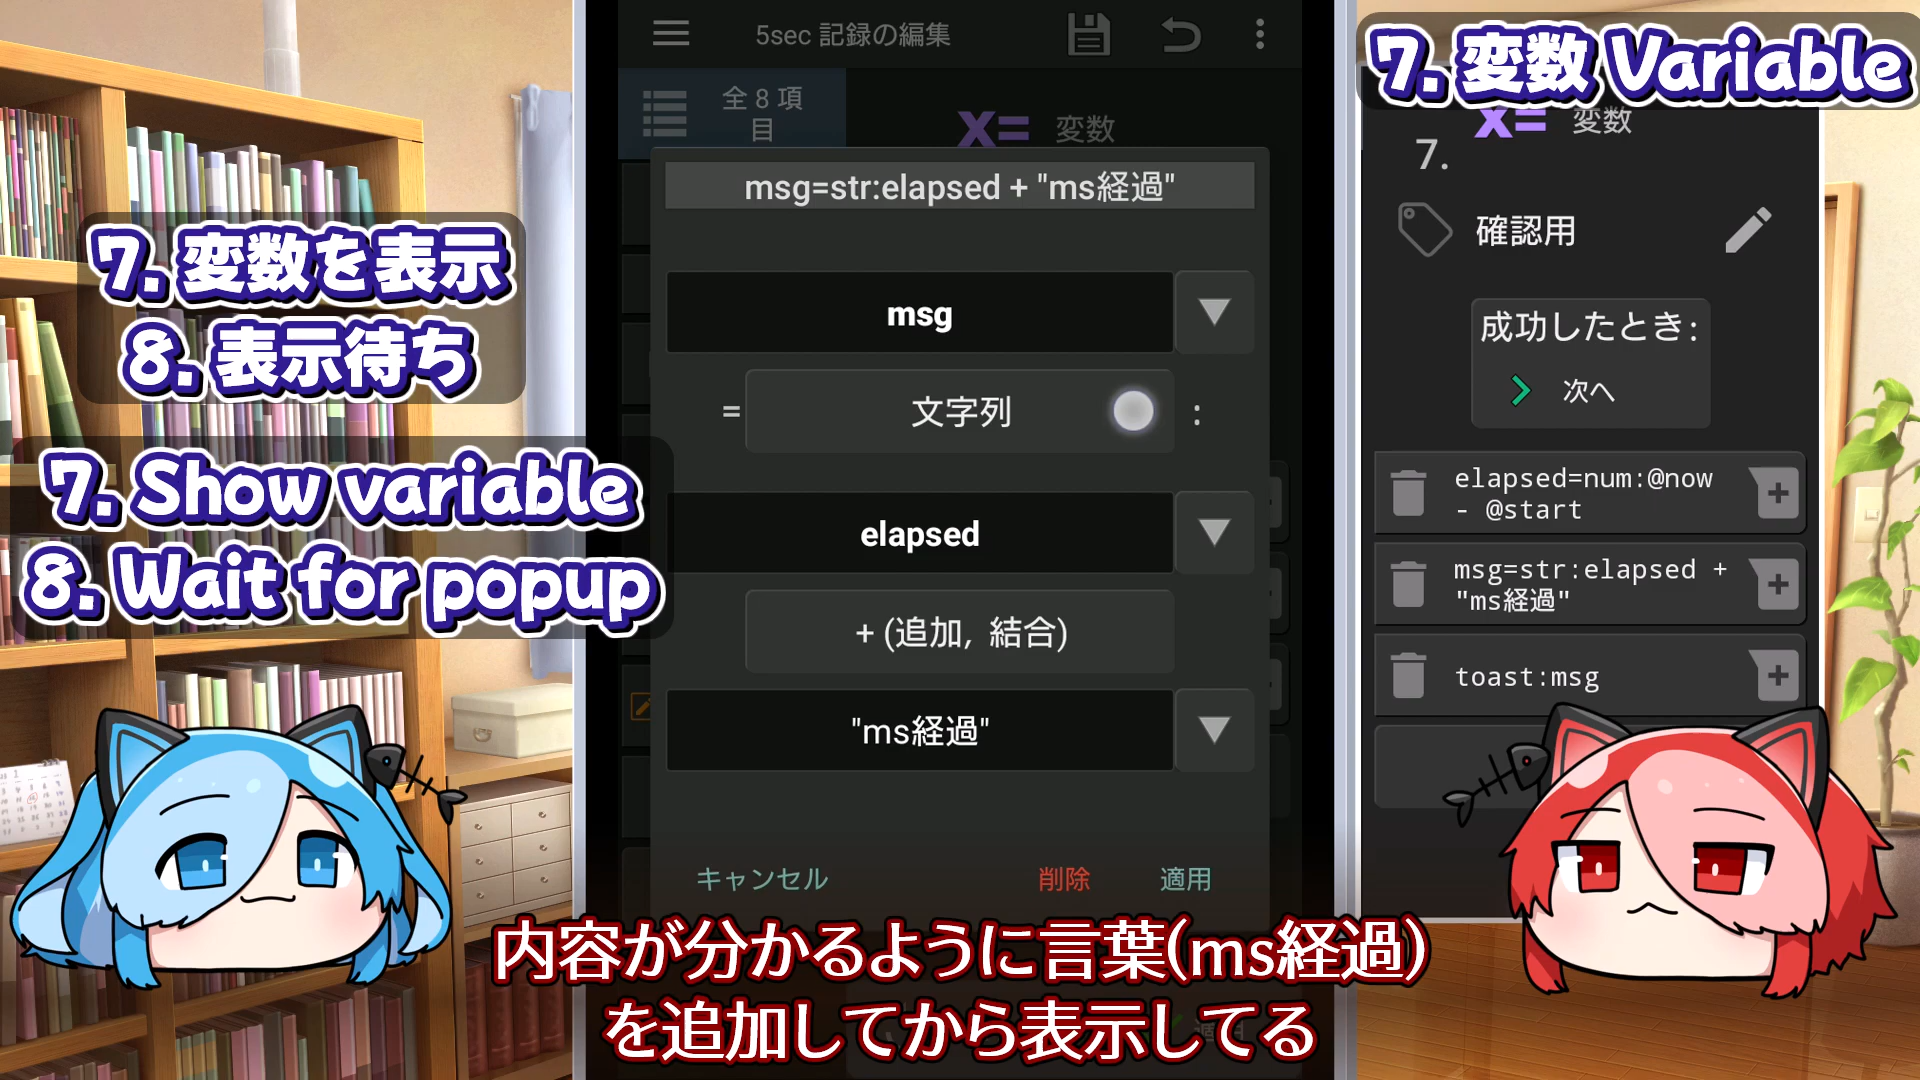 5sec 記録の編集
全 8 項
目
X= 変数
msg=str:elapsed + "ms経過"
msg
=
文字列
:
elapsed
+ (追加, 結合)
"ms経過"
キャンセル
削除
適用
7. 変数を表示
8. 表示待ち
7. Show variable
8. Wait for popup
7. 変数 Variable
X= 変数
7.
確認用
成功したとき:
次へ
elapsed=num:@now
- @start
msg=str:elapsed +
"ms経過"
toast:msg
内容が分かるように言葉(ms経過)
を追加してから表示してる